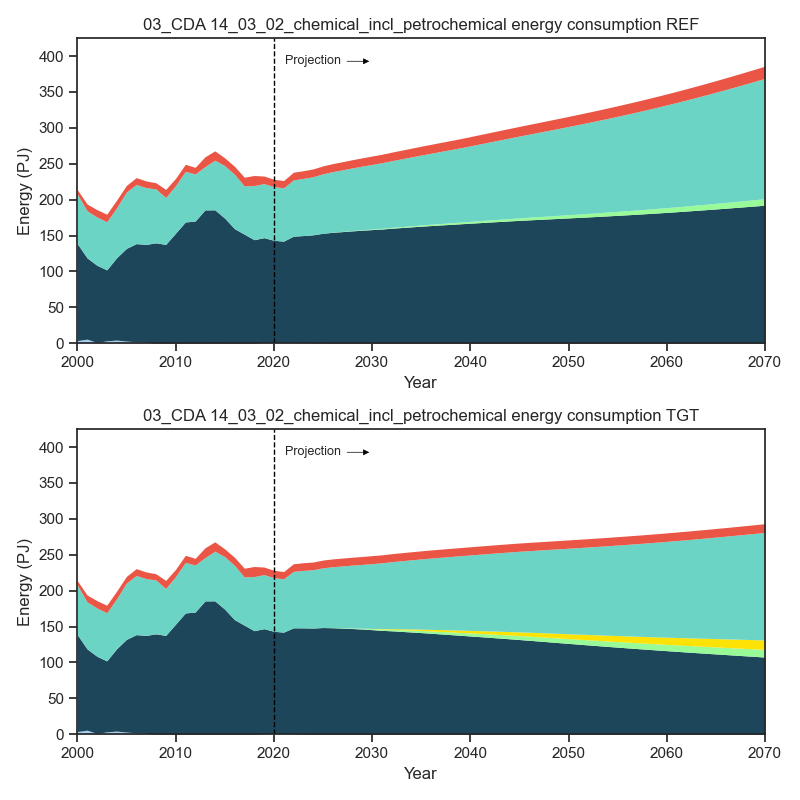 03_CDA 14_03_02_chemical_incl_petrochemical energy consumption REF
400
350
300
250
200
150
100
50
0
Energy (PJ)
Projection
2000 2010 2020 2030 2040 2050 2060 2070
Year
03_CDA 14_03_02_chemical_incl_petrochemical energy consumption TGT
400
350
300
250
200
150
100
50
0
Energy (PJ)
Projection
2000 2010 2020 2030 2040 2050 2060 2070
Year